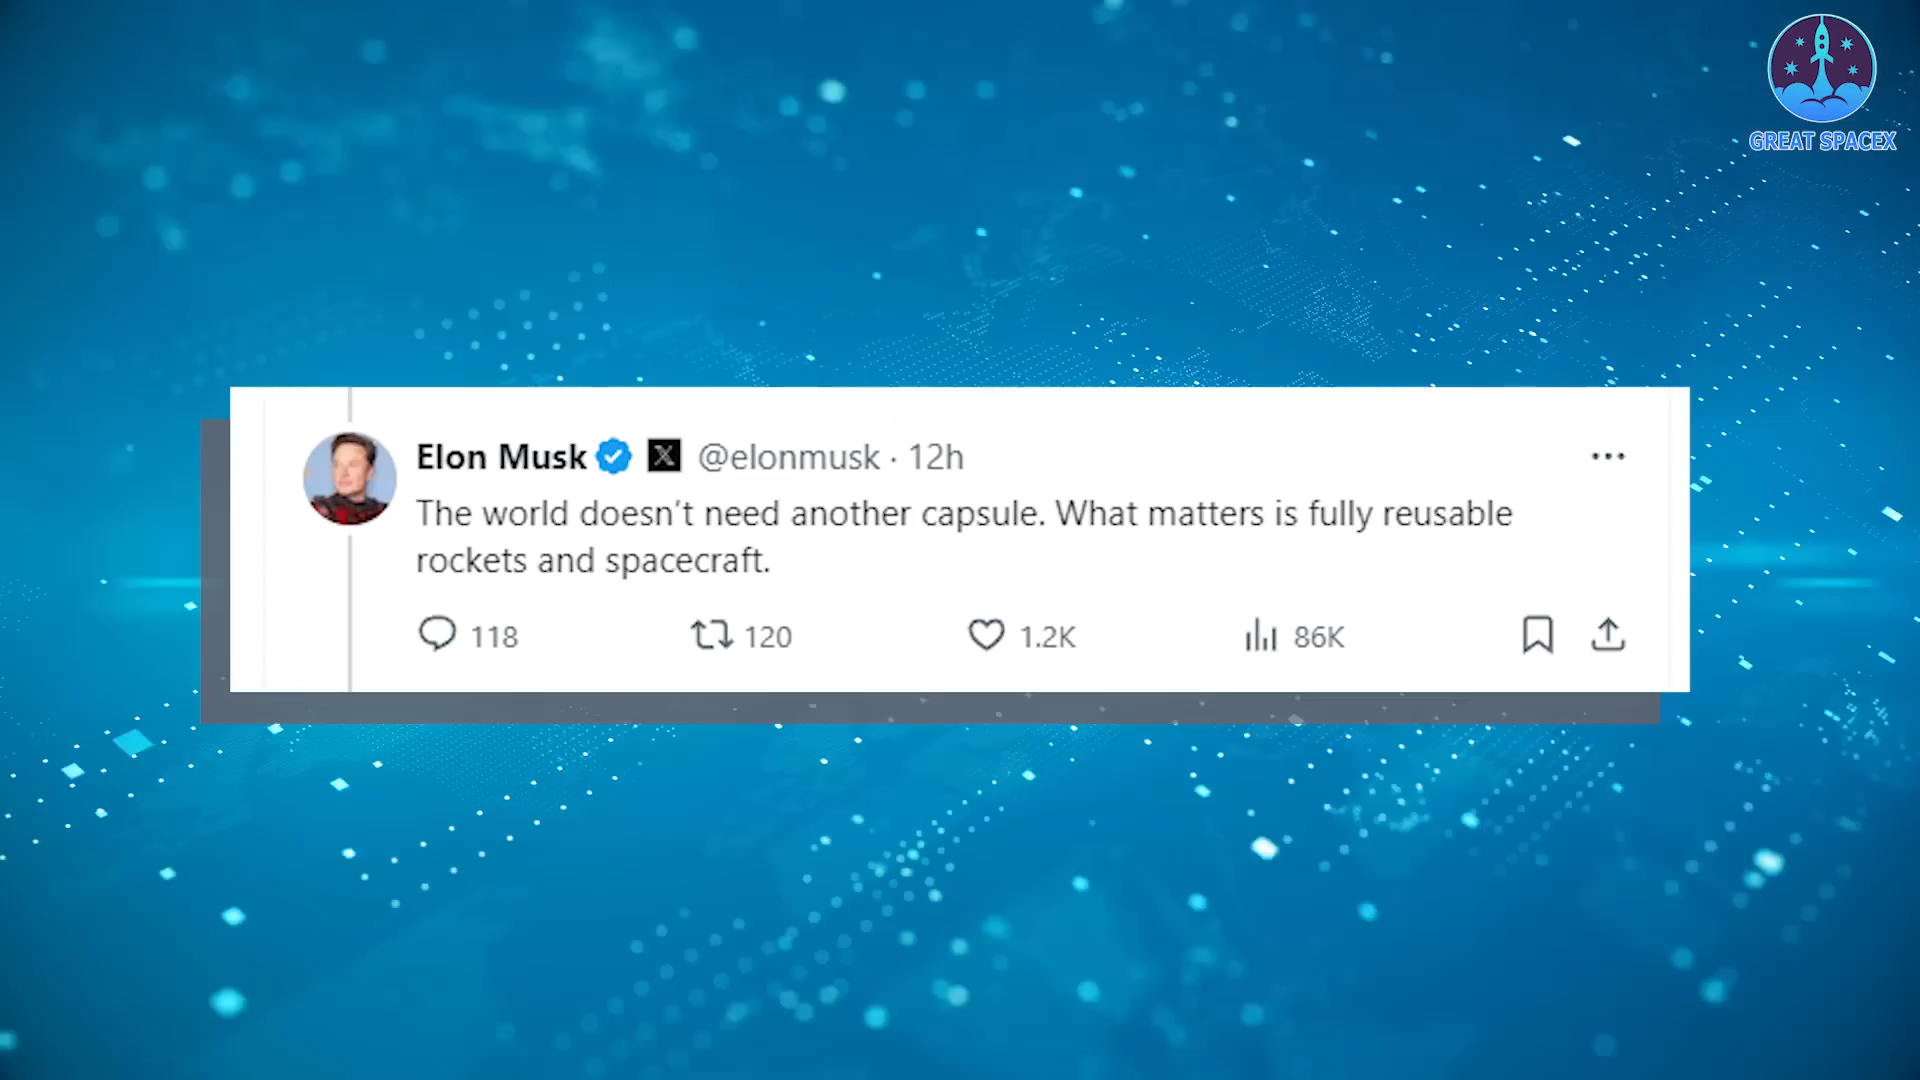 GREAT SPACEX
Elon Musk X @elonmusk · 12h
The world doesn't need another capsule. What matters is fully reusable
rockets and spacecraft.
118 120 1.2K 86K